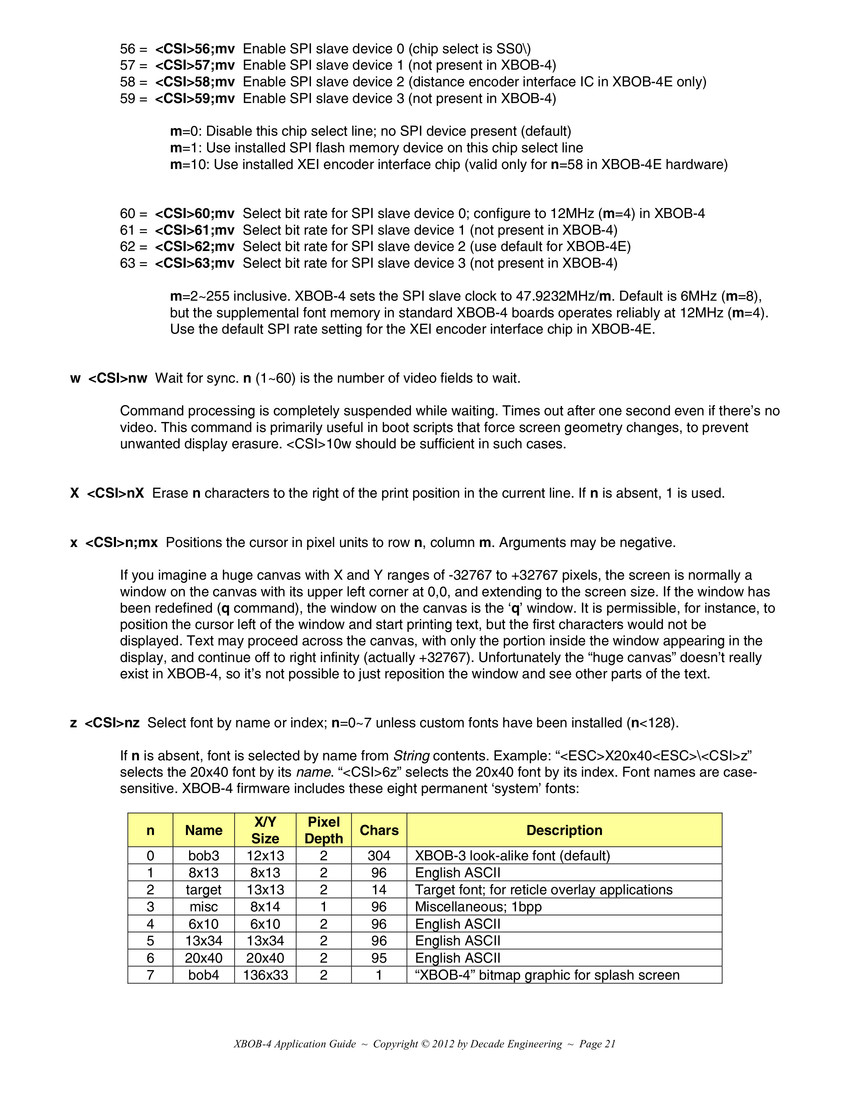 56 = <CSI>56;mv Enable SPI slave device 0 (chip select is SS0\)
57 = <CSI>57;mv Enable SPI slave device 1 (not present in XBOB-4)
58 = <CSI>58;mv Enable SPI slave device 2 (distance encoder interface IC in XBOB-4E only)
59 = <CSI>59;mv Enable SPI slave device 3 (not present in XBOB-4)
m=0: Disable this chip select line; no SPI device present (default)
m=1: Use installed SPI flash memory device on this chip select line
m=10: Use installed XEI encoder interface chip (valid only for n=58 in XBOB-4E hardware)
60 = <CSI>60;mv Select bit rate for SPI slave device 0; configure to 12MHz (m=4) in XBOB-4
61 = <CSI>61;mv Select bit rate for SPI slave device 1 (not present in XBOB-4)
62 = <CSI>62;mv Select bit rate for SPI slave device 2 (use default for XBOB-4E)
63 = <CSI>63;mv Select bit rate for SPI slave device 3 (not present in XBOB-4)
m=2~255 inclusive. XBOB-4 sets the SPI slave clock to 47.9232MHz/m. Default is 6MHz (m=8),
but the supplemental font memory in standard XBOB-4 boards operates reliably at 12MHz (m=4).
Use the default SPI rate setting for the XEI encoder interface chip in XBOB-4E.
w <CSI>nw Wait for sync. n (1~60) is the number of video fields to wait.
Command processing is completely suspended while waiting. Times out after one second even if there's no
video. This command is primarily useful in boot scripts that force screen geometry changes, to prevent
unwanted display erasure. <CSI>10w should be sufficient in such cases.
X <CSI>nX Erase n characters to the right of the print position in the current line. If n is absent, 1 is used.
x <CSI>n;mx Positions the cursor in pixel units to row n, column m. Arguments may be negative.
If you imagine a huge canvas with X and Y ranges of -32767 to +32767 pixels, the screen is normally a
window on the canvas with its upper left corner at 0,0, and extending to the screen size. If the window has
been redefined (q command), the window on the canvas is the 'q' window. It is permissible, for instance, to
position the cursor left of the window and start printing text, but the first characters would not be
displayed. Text may proceed across the canvas, with only the portion inside the window appearing in the
display, and continue off to right infinity (actually +32767). Unfortunately the "huge canvas" doesn't really
exist in XBOB-4, so it's not possible to just reposition the window and see other parts of the text.
z <CSI>nz Select font by name or index; n=0~7 unless custom fonts have been installed (n<128).
If n is absent, font is selected by name from String contents. Example: "<ESC>X20x40<ESC>\<CSI>z"
selects the 20x40 font by its name. "<CSI>6z" selects the 20x40 font by its index. Font names are case-
sensitive. XBOB-4 firmware includes these eight permanent 'system' fonts:
n Name X/Y Size Pixel Depth Chars Description
0 bob3 12x13 2 304 XBOB-3 look-alike font (default)
1 8x13 8x13 2 96 English ASCII
2 target 13x13 2 14 Target font; for reticle overlay applications
3 misc 8x14 1 96 Miscellaneous; 1bpp
4 6x10 6x10 2 96 English ASCII
5 13x34 13x34 2 96 English ASCII
6 20x40 20x40 2 95 English ASCII
7 bob4 136x33 2 1 "XBOB-4" bitmap graphic for splash screen
XBOB-4 Application Guide ~ Copyright © 2012 by Decade Engineering ~ Page 21